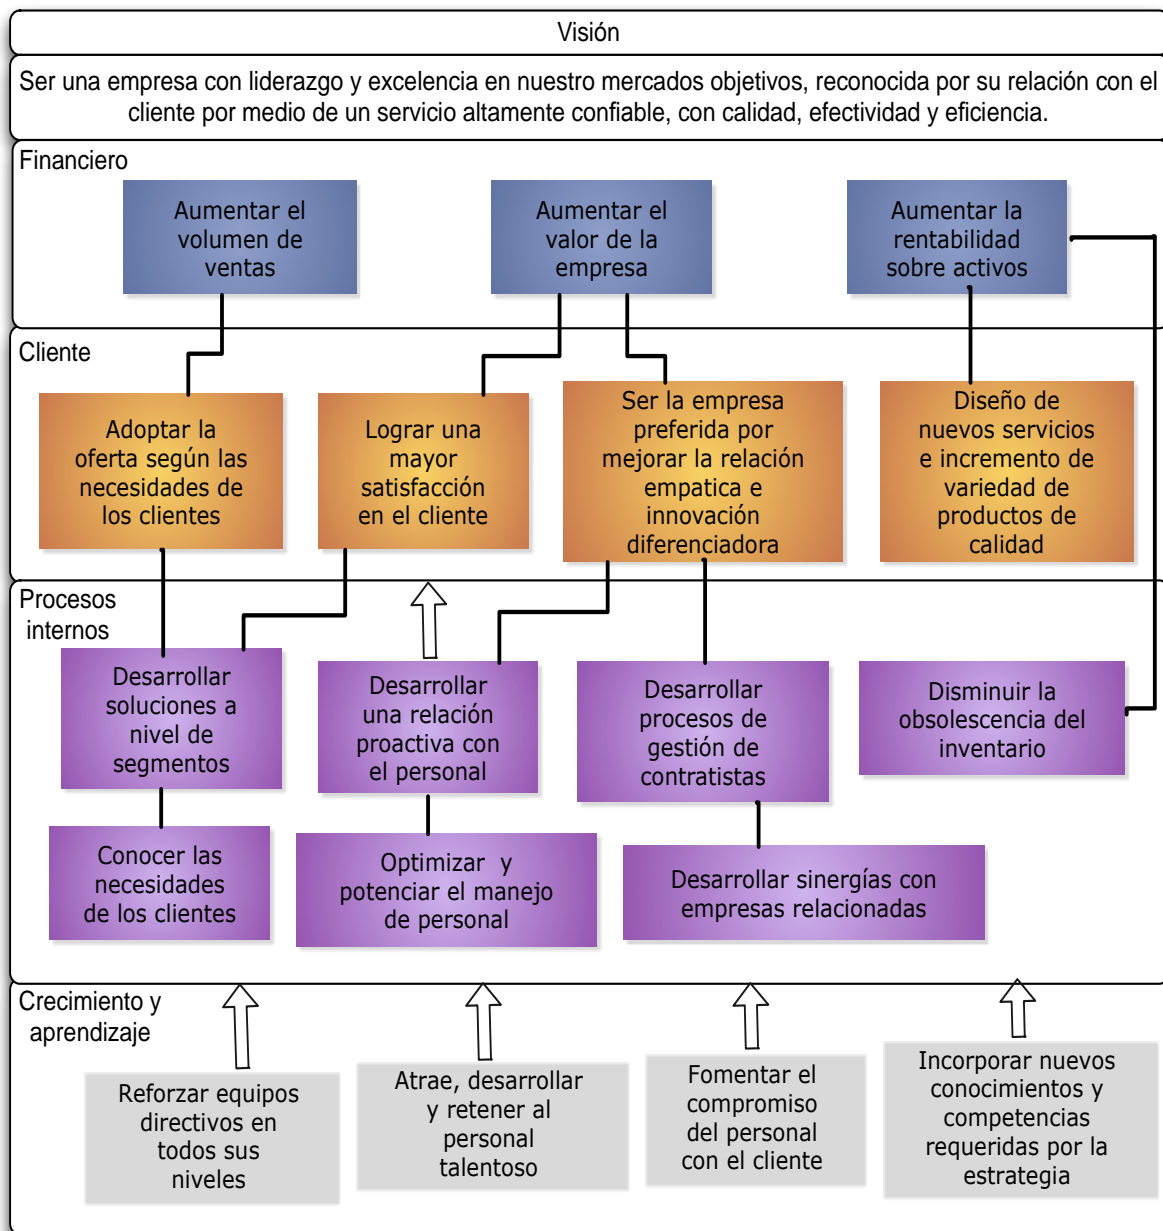 Visión
Ser una empresa con liderazgo y excelencia en nuestro mercados objetivos, reconocida por su relación con el
cliente por medio de un servicio altamente confiable, con calidad, efectividad y eficiencia.
Financiero
Aumentar el
volumen de
ventas
Aumentar el
valor de la
empresa
Aumentar la
rentabilidad
sobre activos
Cliente
Adoptar la
oferta según las
necesidades de
los clientes
Lograr una
mayor
satisfacción
en el cliente
Ser la empresa
preferida por
mejorar la relación
empatica e
innovación
diferenciadora
Diseño de
nuevos servicios
e incremento de
variedad de
productos de
calidad
Procesos
internos
Desarrollar
soluciones a
nivel de
segmentos
Desarrollar
una relación
proactiva con
el personal
Desarrollar
procesos de
gestión de
contratistas
Disminuir la
obsolescencia del
inventario
Conocer las
necesidades
de los clientes
Optimizar y
potenciar el manejo
de personal
Desarrollar sinergías con
empresas relacionadas
Crecimiento y
aprendizaje
Reforzar equipos
directivos en
todos sus
niveles
Atrae, desarrollar
y retener al
personal
talentoso
Fomentar el
compromiso
del personal
con el cliente
Incorporar nuevos
conocimientos y
competencias
requeridas por la
estrategia